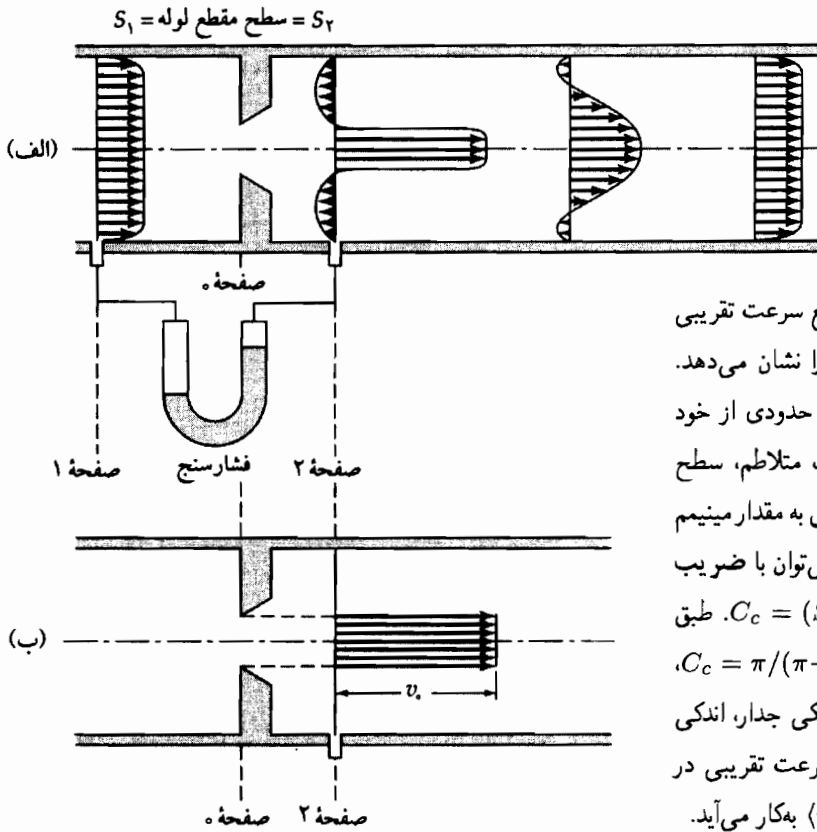 S₁ = سطح مقطع لوله = S₂
(الف)
صفحهٔ ۰
ع سرعت تقریبی
را نشان می‌دهد.
حدودی از خود
متلاطم، سطح
صفحهٔ ۱
فشارسنج
صفحهٔ ۲
به مقدار مینیمم
توان با ضریب
C_c = (. طبق
C_c = π/(π
کی جدار، اندکی
رعت تقریبی در
⟩ به‌کار می‌آید.
(ب)
v₀
صفحهٔ ۰
صفحهٔ ۲